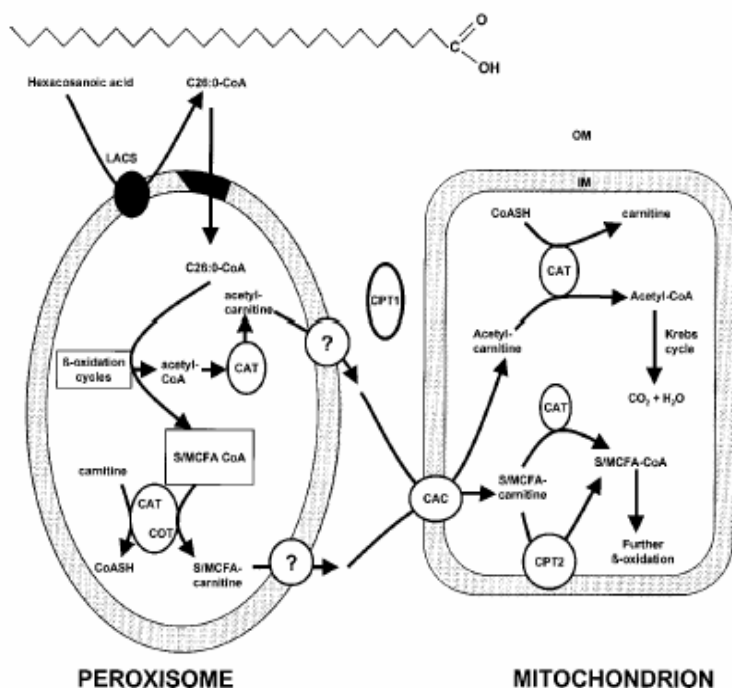 O
C
OH
Hexacosanoic acid
C26:0-CoA
LACS
OM
IM
CoASH
carnitine
CAT
C26:0-CoA
acetyl-
carnitine
CPT1
?
Acetyl-CoA
Acetyl-
carnitine
Krebs
cycle
ß-oxidation
cycles
acetyl-
CoA
CAT
CO₂ + H₂O
CAT
S/MCFA CoA
carnitine
S/MCFA-
carnitine
S/MCFA-CoA
CAC
CAT
COT
CoASH
S/MCFA-
carnitine
?
CPT2
Further
ß-oxidation
PEROXISOME
MITOCHONDRION